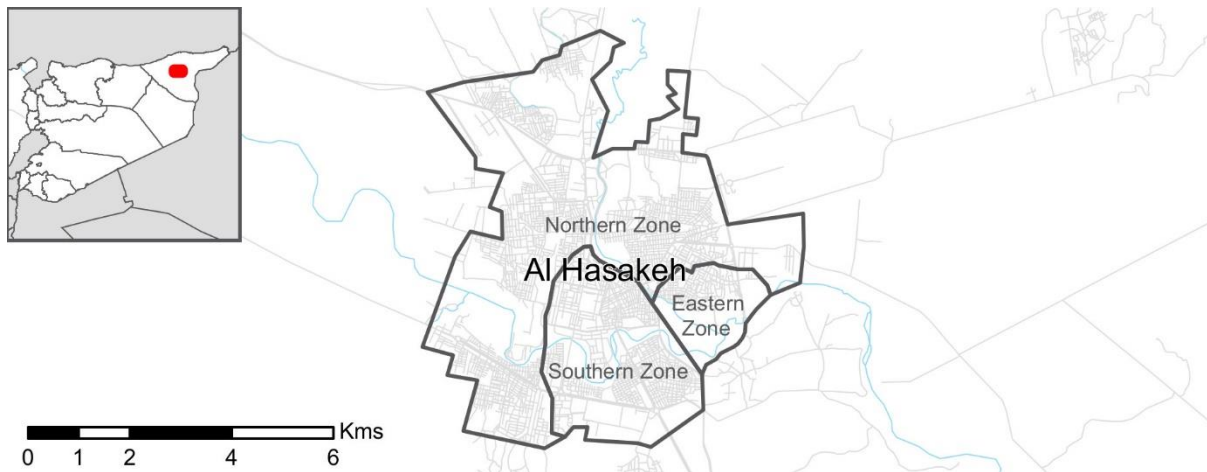 Northern Zone
Al Hasakeh
Eastern
Zone
Southern Zone
Kms
0 1 2 4 6